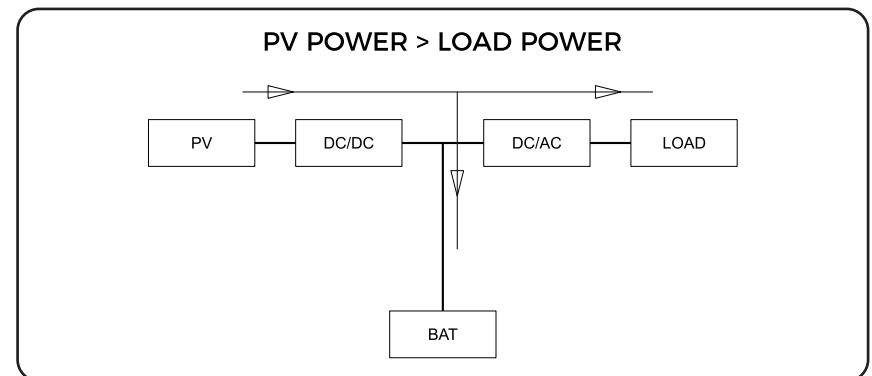 PV POWER > LOAD POWER
PV
DC/DC
DC/AC
LOAD
BAT